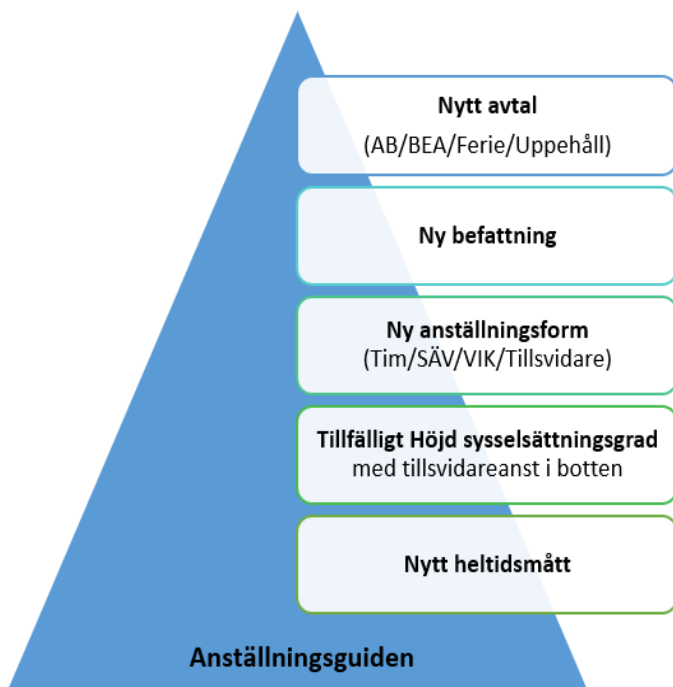 Nytt avtal
(AB/BEA/Ferie/Uppehåll)
Ny befattning
Ny anställningsform
(Tim/SÄV/VIK/Tillsvidare)
Tillfälligt Höjd sysselsättningsgrad
med tillsvidareanst i botten
Nytt heltidsmått
Anställningsguiden